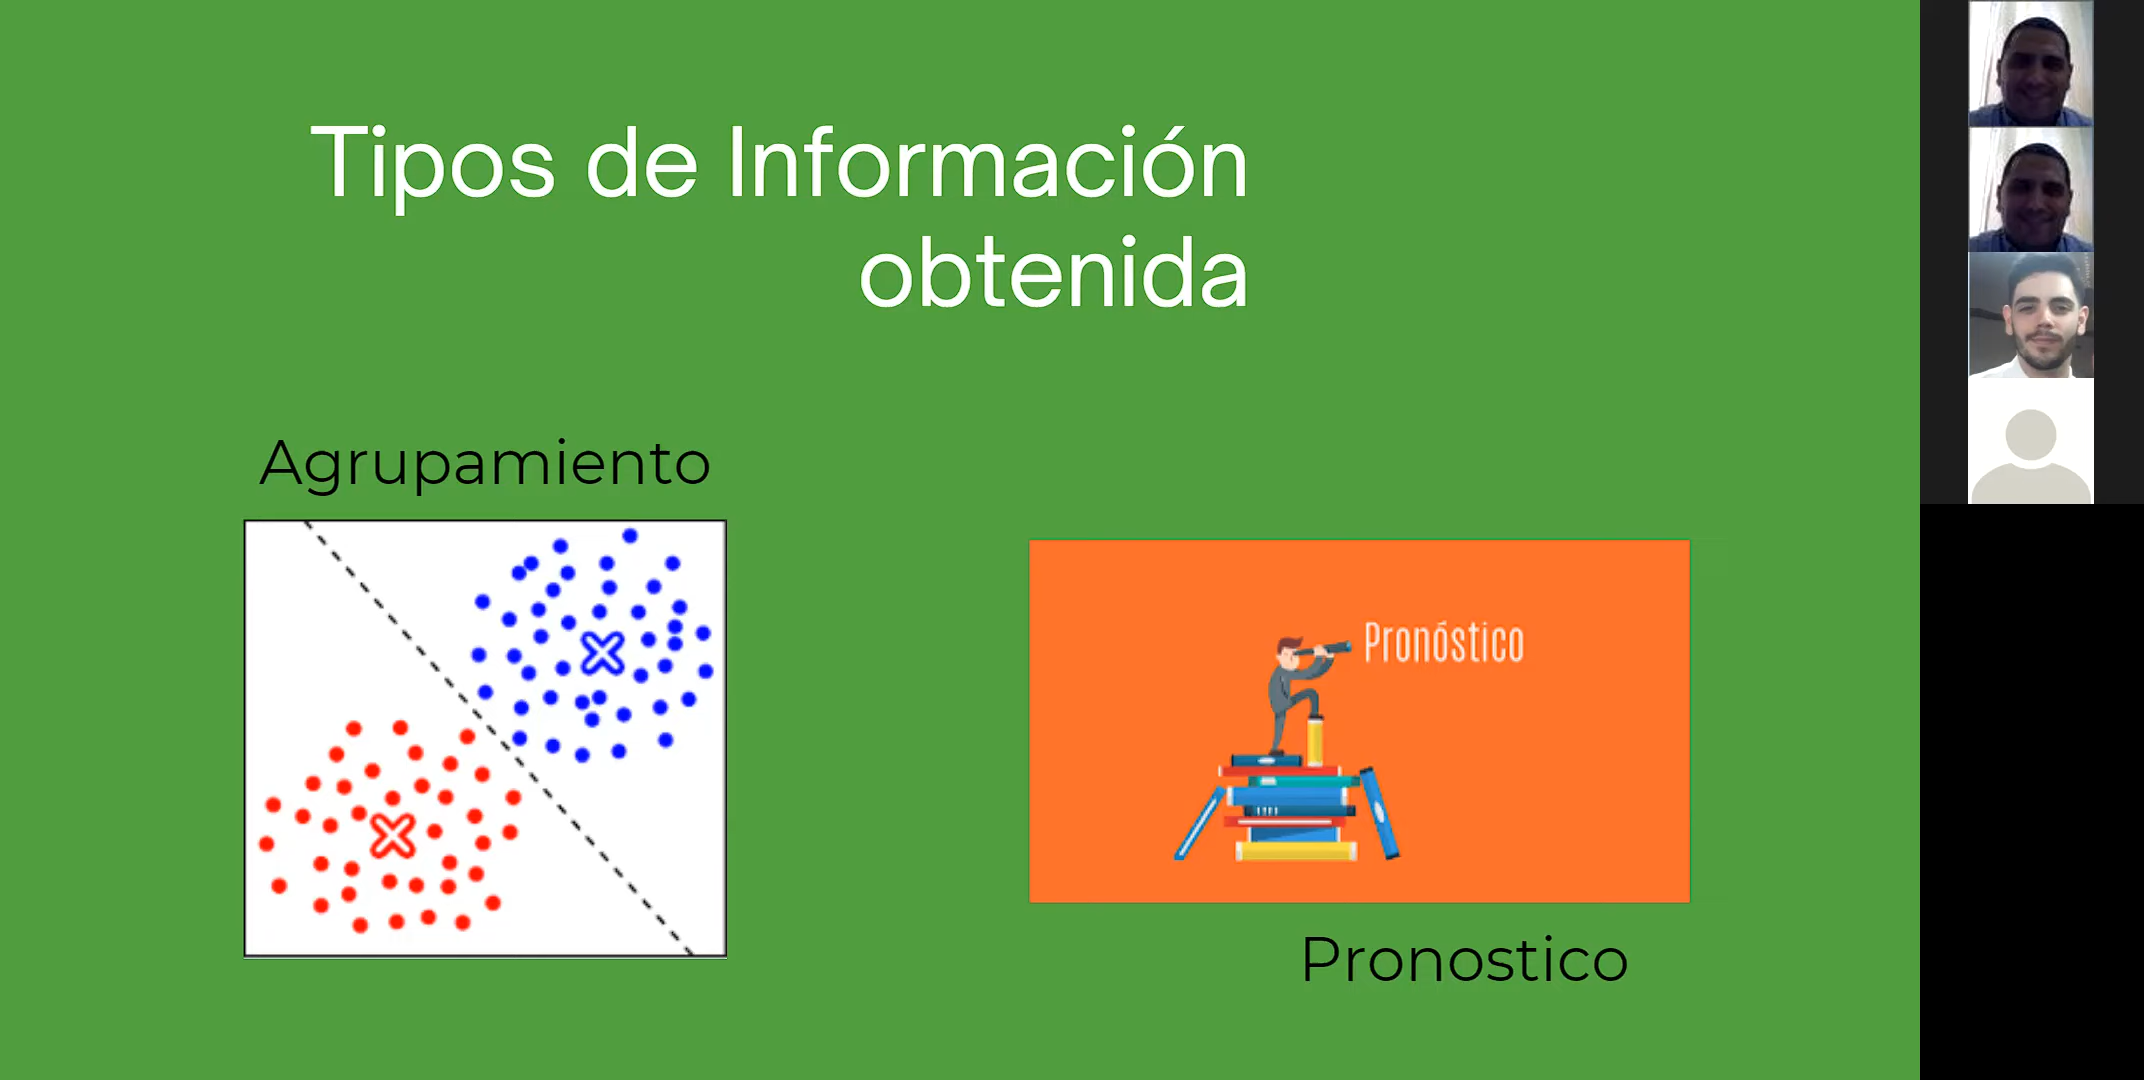 Tipos de Información
obtenida
Agrupamiento
Pronóstico
Pronostico